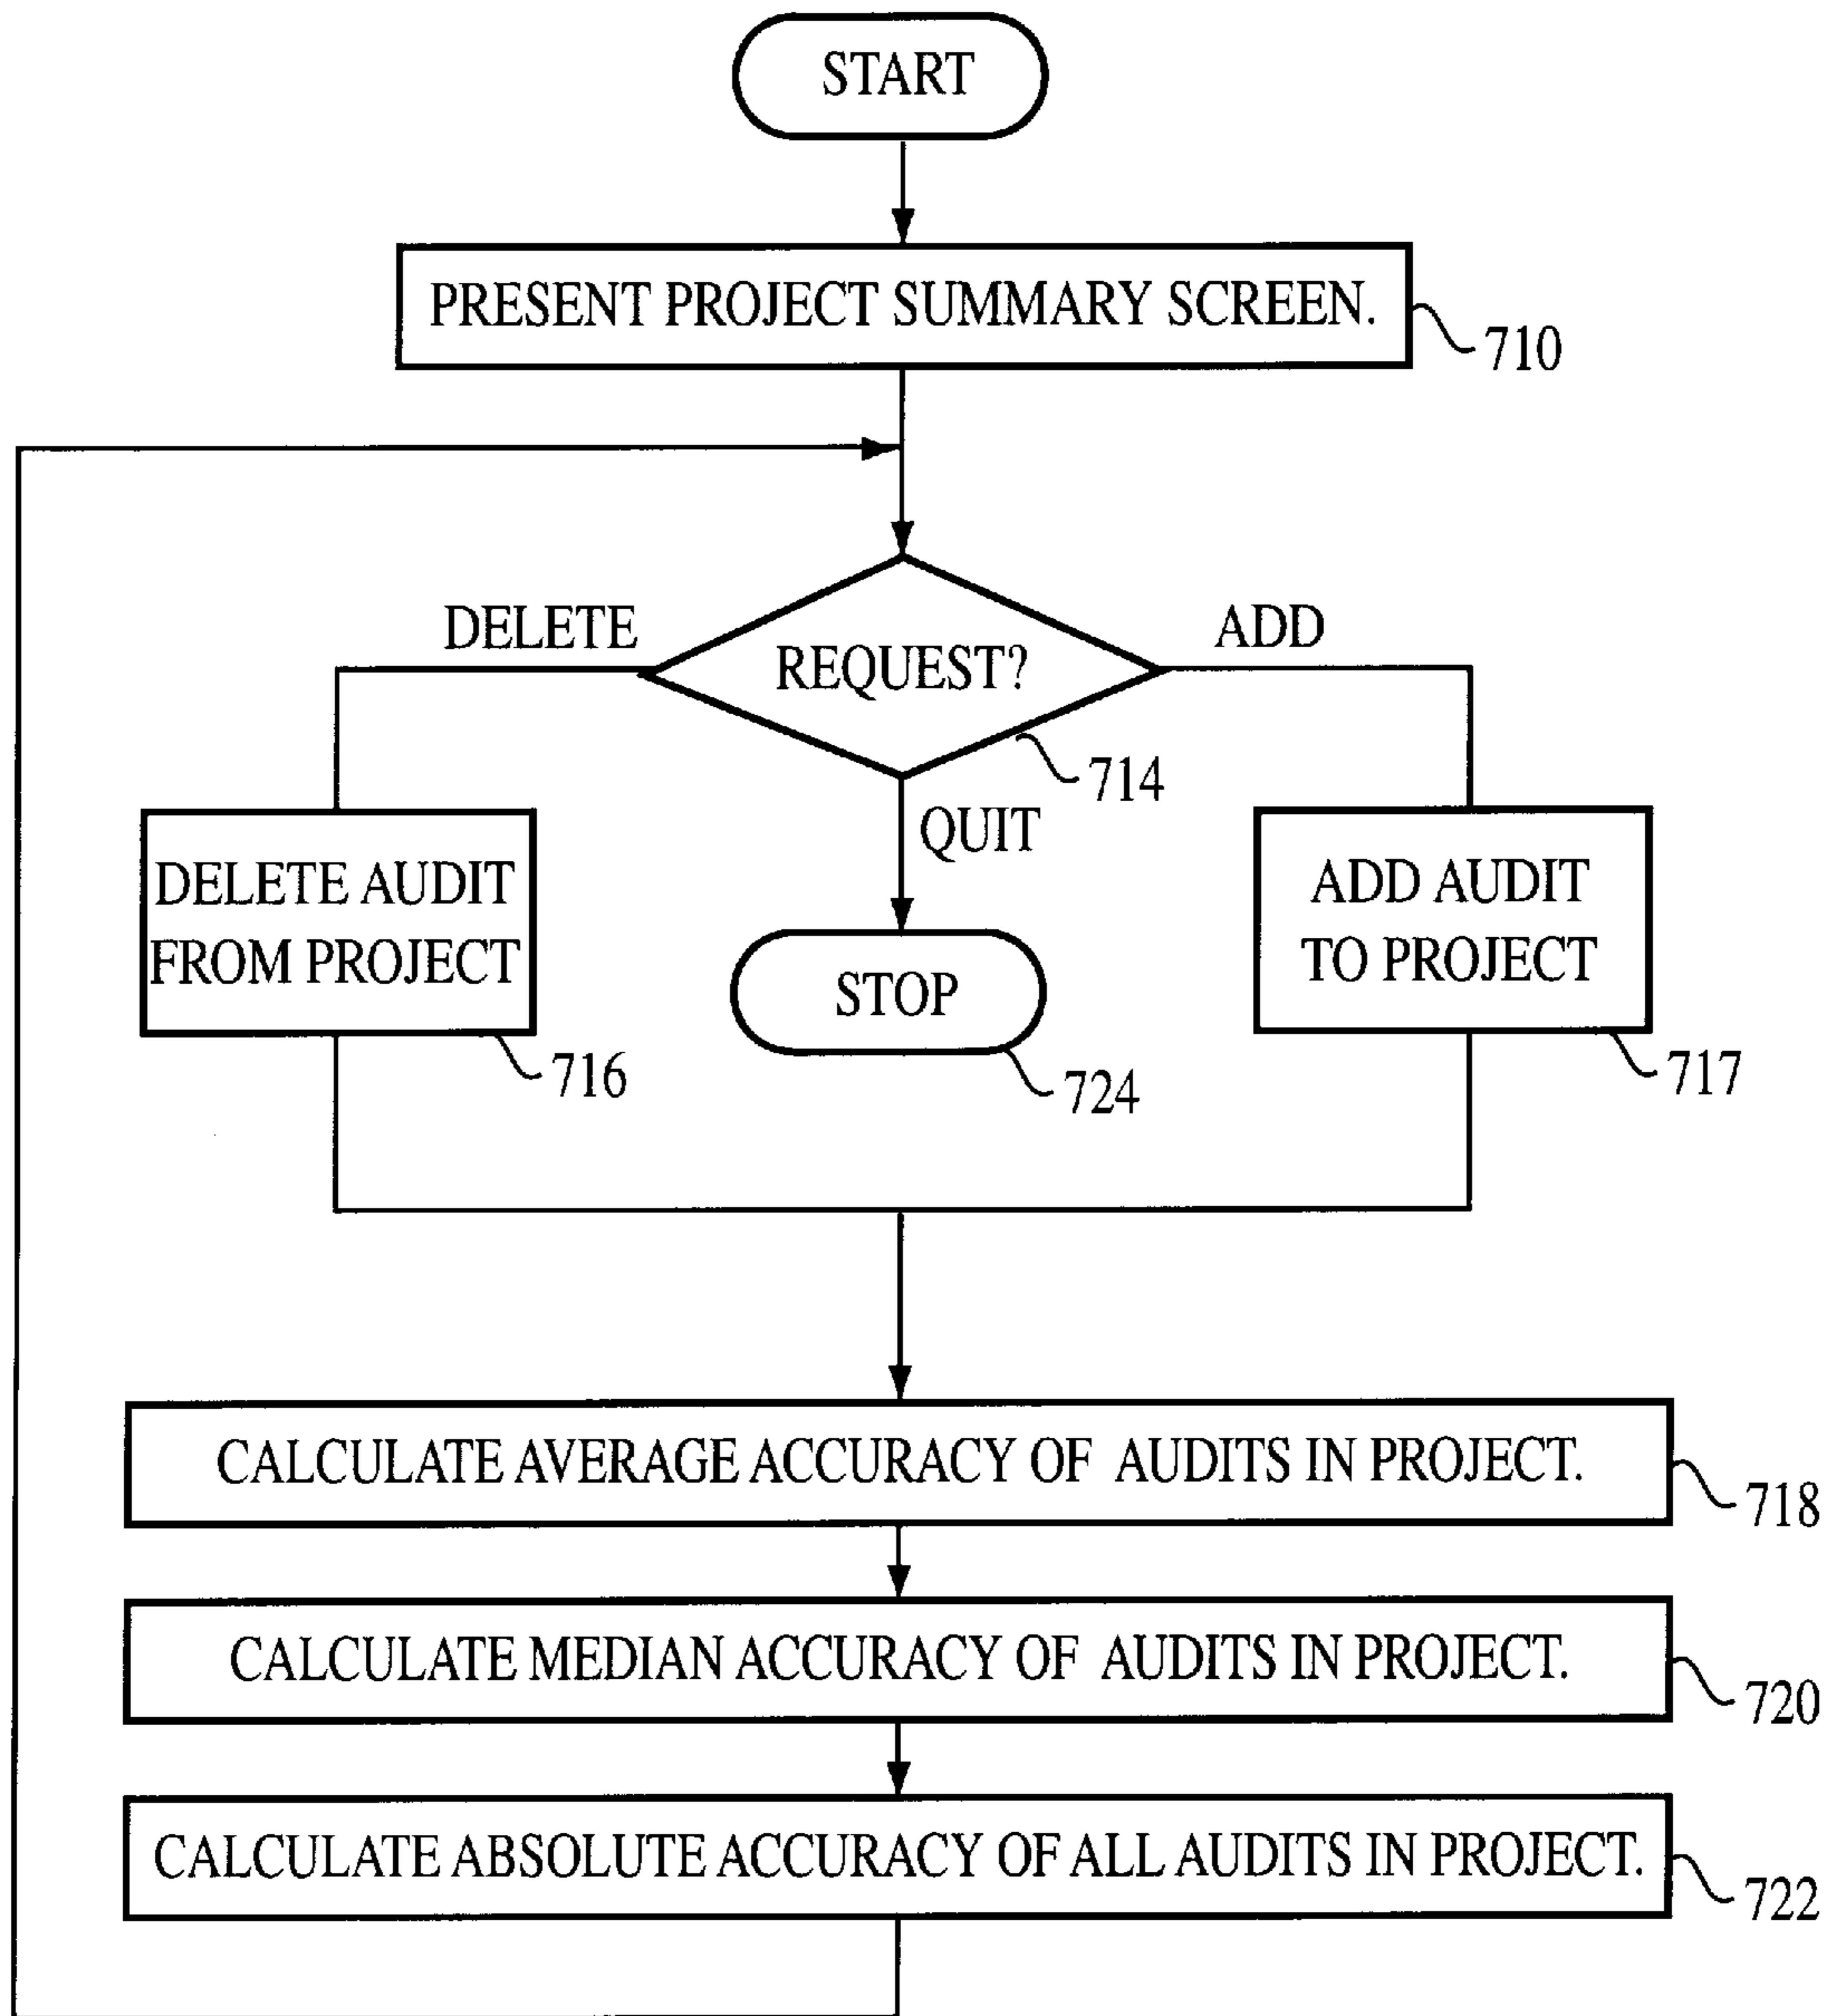 START
PRESENT PROJECT SUMMARY SCREEN.
710
DELETE
ADD
REQUEST?
714
QUIT
DELETE AUDIT
FROM PROJECT
716
STOP
724
ADD AUDIT
TO PROJECT
717
CALCULATE AVERAGE ACCURACY OF AUDITS IN PROJECT.
718
CALCULATE MEDIAN ACCURACY OF AUDITS IN PROJECT.
720
CALCULATE ABSOLUTE ACCURACY OF ALL AUDITS IN PROJECT.
722